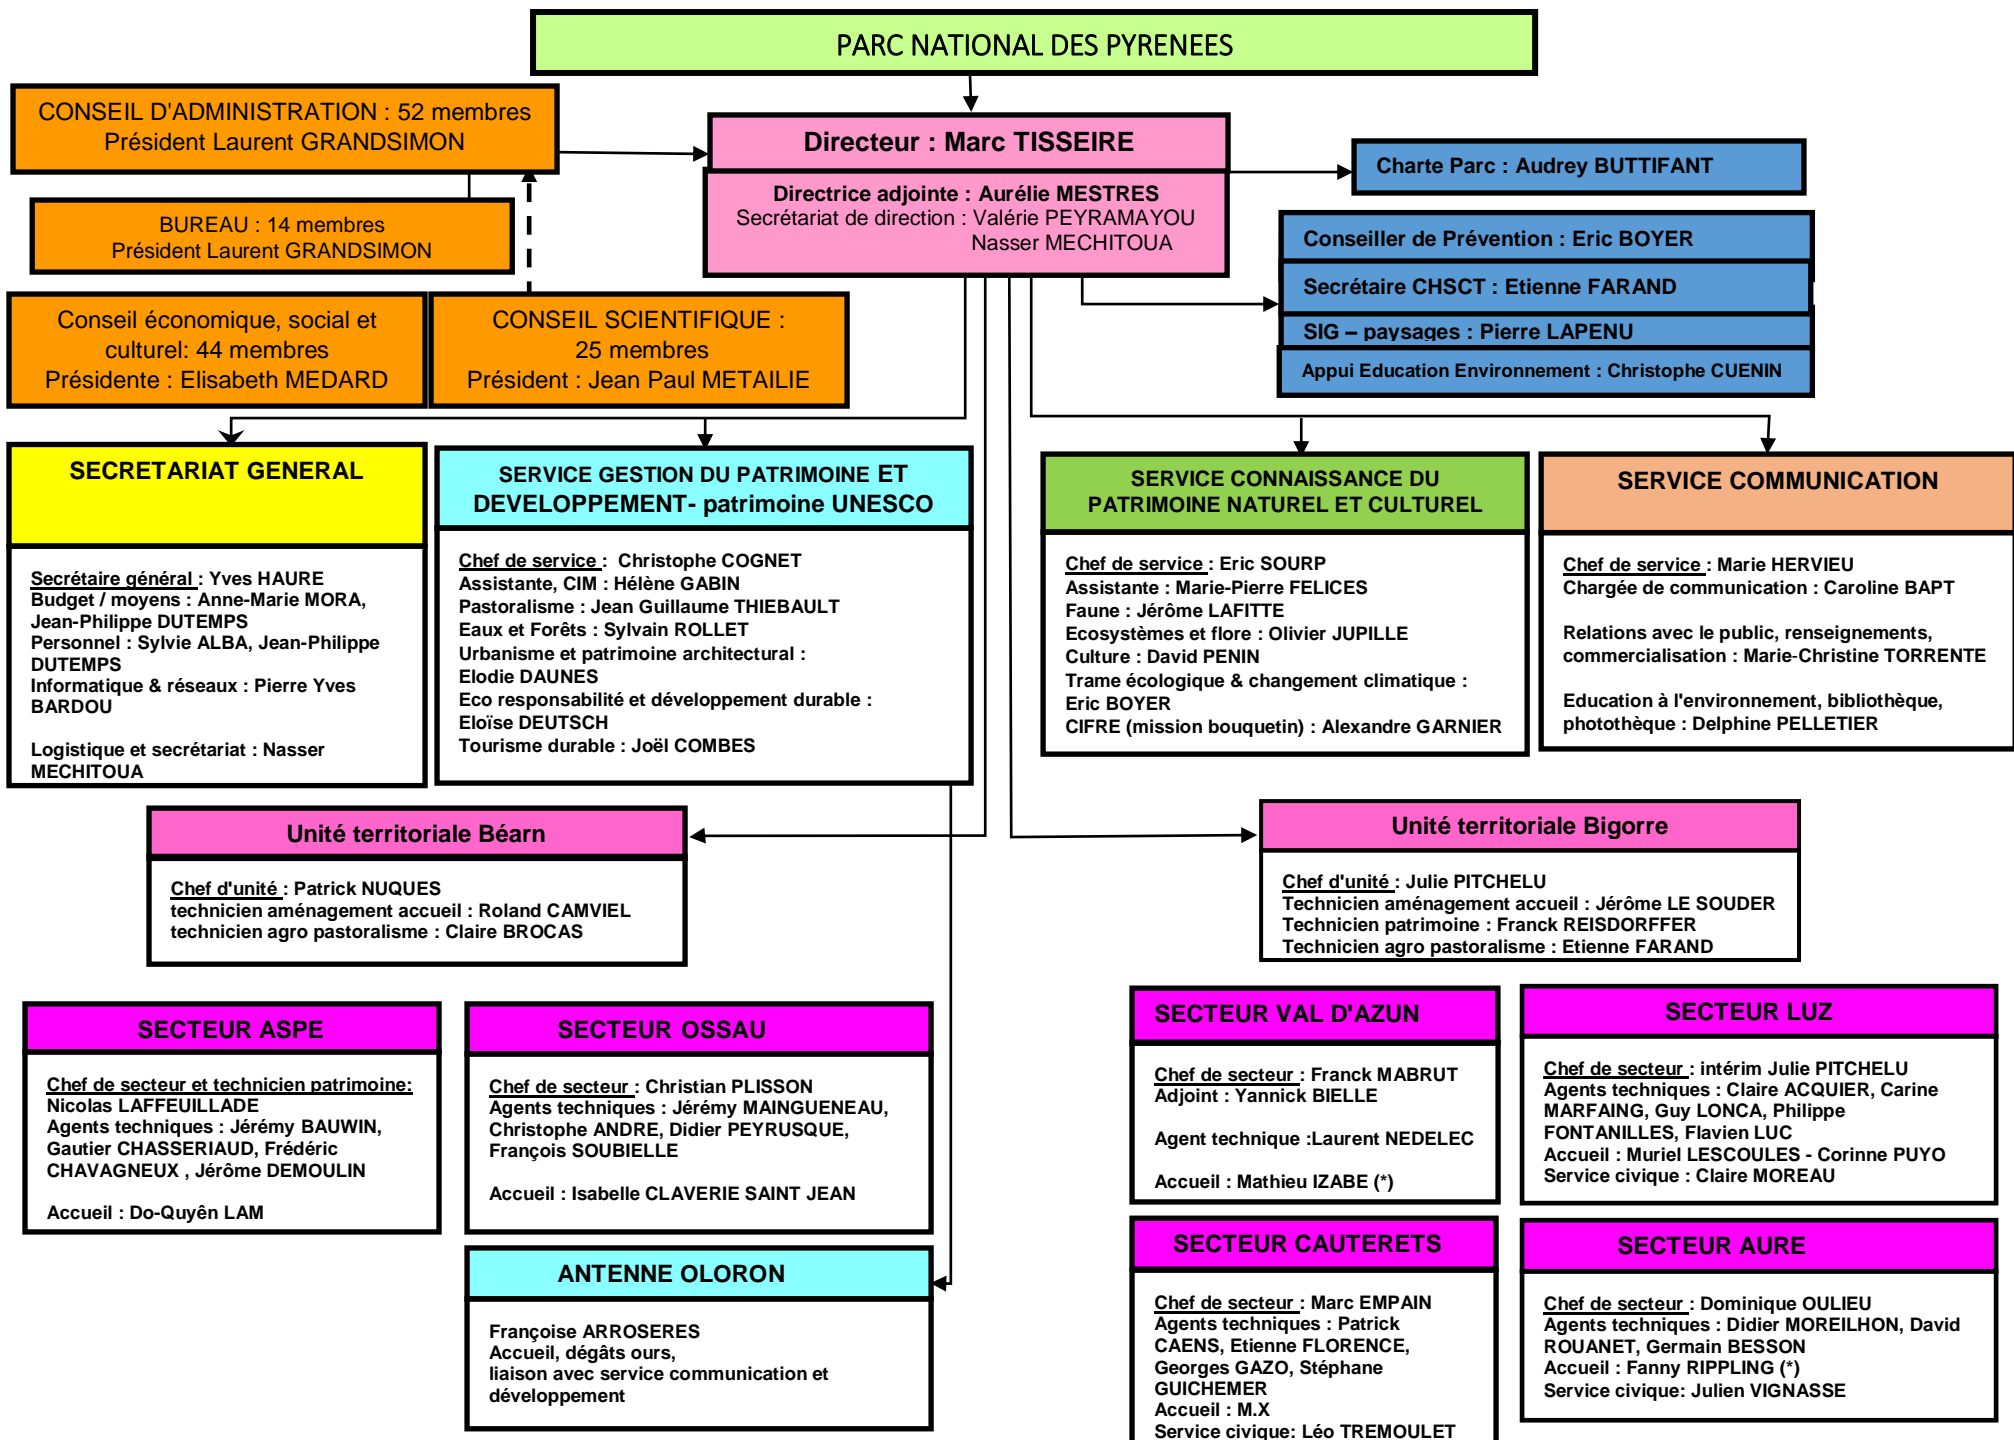 PARC NATIONAL DES PYRENEES
CONSEIL D'ADMINISTRATION : 52 membres
Président Laurent GRANDSIMON
BUREAU : 14 membres
Président Laurent GRANDSIMON
Conseil économique, social et
culturel: 44 membres
Présidente : Elisabeth MEDARD
CONSEIL SCIENTIFIQUE :
25 membres
Président : Jean Paul METAILIE
Directeur : Marc TISSEIRE
Directrice adjointe : Aurélie MESTRES
Secrétariat de direction : Valérie PEYRAMAYOU
Nasser MECHITOUA
Charte Parc : Audrey BUTTIFANT
Conseiller de Prévention : Eric BOYER
Secrétaire CHSCT : Etienne FARAND
SIG – paysages : Pierre LAPENU
Appui Education Environnement : Christophe CUENIN
SECRETARIAT GENERAL
Secrétaire général : Yves HAURE
Budget / moyens : Anne-Marie MORA,
Jean-Philippe DUTEMPS
Personnel : Sylvie ALBA, Jean-Philippe
DUTEMPS
Informatique & réseaux : Pierre Yves
BARDOU
Logistique et secrétariat : Nasser
MECHITOUA
SERVICE GESTION DU PATRIMOINE ET
DEVELOPPEMENT- patrimoine UNESCO
Chef de service : Christophe COGNET
Assistante, CIM : Hélène GABIN
Pastoralisme : Jean Guillaume THIEBAULT
Eaux et Forêts : Sylvain ROLLET
Urbanisme et patrimoine architectural :
Elodie DAUNES
Eco responsabilité et développement durable :
Eloïse DEUTSCH
Tourisme durable : Joël COMBES
SERVICE CONNAISSANCE DU
PATRIMOINE NATUREL ET CULTUREL
Chef de service : Eric SOURP
Assistante : Marie-Pierre FELICES
Faune : Jérôme LAFITTE
Ecosystèmes et flore : Olivier JUPILLE
Culture : David PENIN
Trame écologique & changement climatique :
Eric BOYER
CIFRE (mission bouquetin) : Alexandre GARNIER
SERVICE COMMUNICATION
Chef de service : Marie HERVIEU
Chargée de communication : Caroline BAPT
Relations avec le public, renseignements,
commercialisation : Marie-Christine TORRENTE
Education à l'environnement, bibliothèque,
photothèque : Delphine PELLETIER
Unité territoriale Béarn
Chef d'unité : Patrick NUQUES
technicien aménagement accueil : Roland CAMVIEL
technicien agro pastoralisme : Claire BROCAS
Unité territoriale Bigorre
Chef d'unité : Julie PITCHELU
Technicien aménagement accueil : Jérôme LE SOUDER
Technicien patrimoine : Franck REISDORFFER
Technicien agro pastoralisme : Etienne FARAND
SECTEUR ASPE
Chef de secteur et technicien patrimoine:
Nicolas LAFFEUILLADE
Agents techniques : Jérémy BAUWIN,
Gautier CHASSERIAUD, Frédéric
CHAVAGNEUX , Jérôme DEMOULIN
Accueil : Do-Quyên LAM
SECTEUR OSSAU
Chef de secteur : Christian PLISSON
Agents techniques : Jérémy MAINGUENEAU,
Christophe ANDRE, Didier PEYRUSQUE,
François SOUBIELLE
Accueil : Isabelle CLAVERIE SAINT JEAN
ANTENNE OLORON
Françoise ARROSERES
Accueil, dégâts ours,
liaison avec service communication et
développement
SECTEUR VAL D'AZUN
Chef de secteur : Franck MABRUT
Adjoint : Yannick BIELLE
Agent technique :Laurent NEDELEC
Accueil : Mathieu IZABE (*)
SECTEUR LUZ
Chef de secteur : intérim Julie PITCHELU
Agents techniques : Claire ACQUIER, Carine
MARFAING, Guy LONCA, Philippe
FONTANILLES, Flavien LUC
Accueil : Muriel LESCOULES - Corinne PUYO
Service civique : Claire MOREAU
SECTEUR CAUTERETS
Chef de secteur : Marc EMPAIN
Agents techniques : Patrick
CAENS, Etienne FLORENCE,
Georges GAZO, Stéphane
GUICHEMER
Accueil : M.X
Service civique: Léo TREMOULET
SECTEUR AURE
Chef de secteur : Dominique OULIEU
Agents techniques : Didier MOREILHON, David
ROUANET, Germain BESSON
Accueil : Fanny RIPPLING (*)
Service civique: Julien VIGNASSE